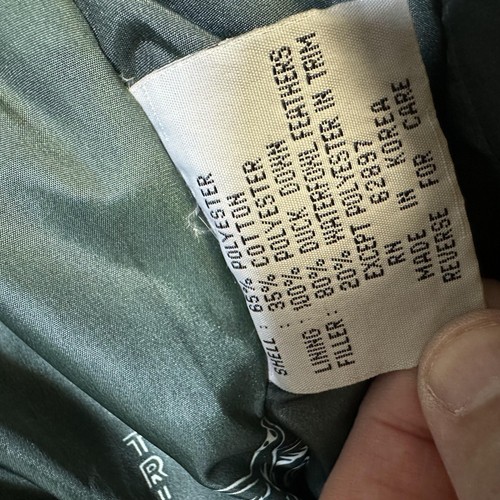 SHELL : 65% POLYESTER
35% COTTON
LINING : 100% POLYESTER
FILLER : 80% DUCK DOWN
20% WATERFOWL FEATHERS
EXCEPT POLYESTER IN TRIM
RN 62897
MADE IN KOREA
REVERSE FOR CARE
TRI